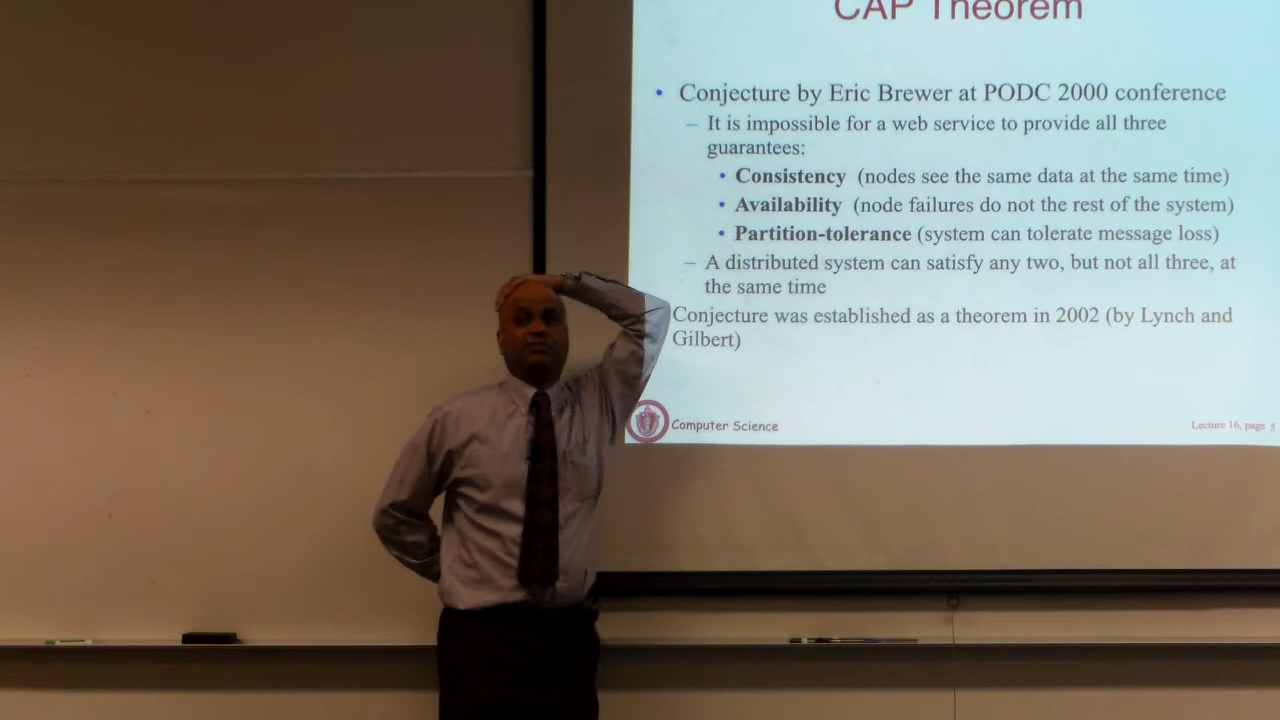 CAP Theorem
• Conjecture by Eric Brewer at PODC 2000 conference
– It is impossible for a web service to provide all three
guarantees:
• Consistency (nodes see the same data at the same time)
• Availability (node failures do not the rest of the system)
• Partition-tolerance (system can tolerate message loss)
– A distributed system can satisfy any two, but not all three, at
the same time
Conjecture was established as a theorem in 2002 (by Lynch and
Gilbert)
Computer Science
Lecture 16, page 5